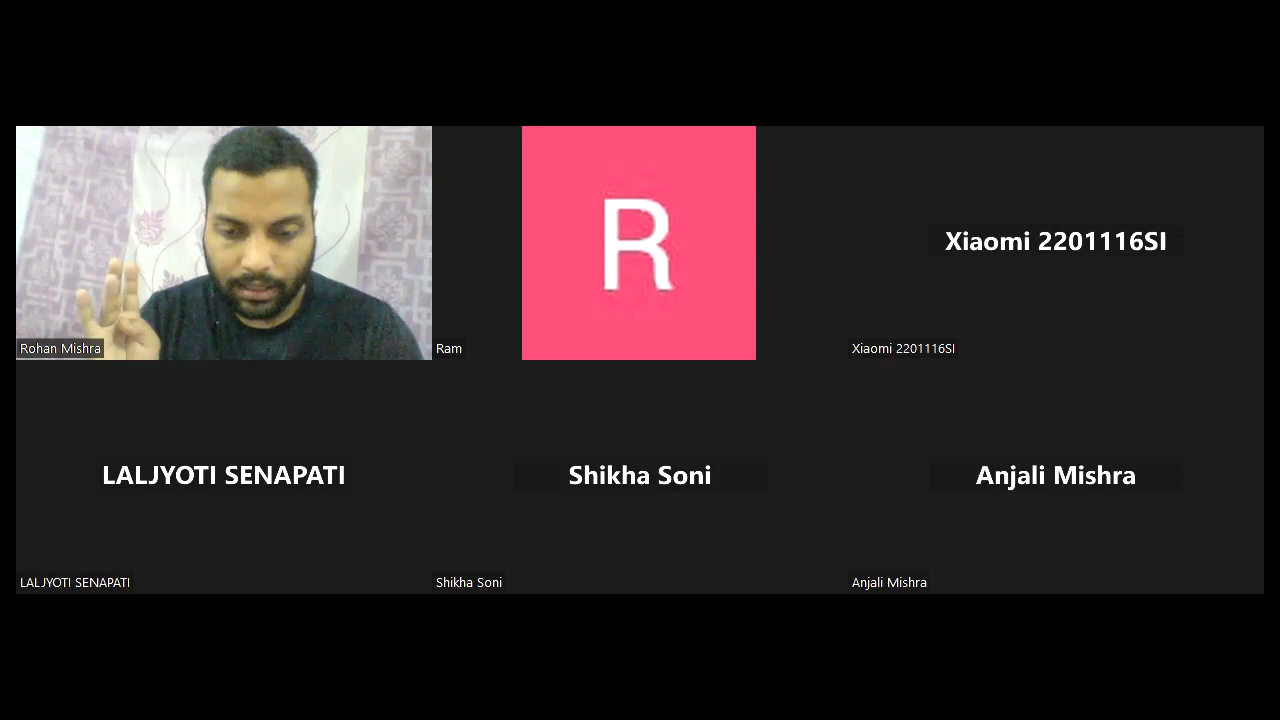 R
Xiaomi 2201116SI
Rohan Mishra
Ram
Xiaomi 2201116SI
LALJYOTI SENAPATI
Shikha Soni
Anjali Mishra
LALJYOTI SENAPATI
Shikha Soni
Anjali Mishra